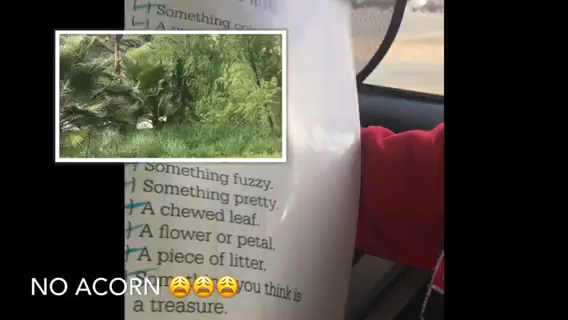 Something
A
Something fuzzy.
Something pretty.
A chewed leaf.
A flower or petal.
A piece of litter.
Something you think is
a treasure.
NO ACORN 😩😩😩